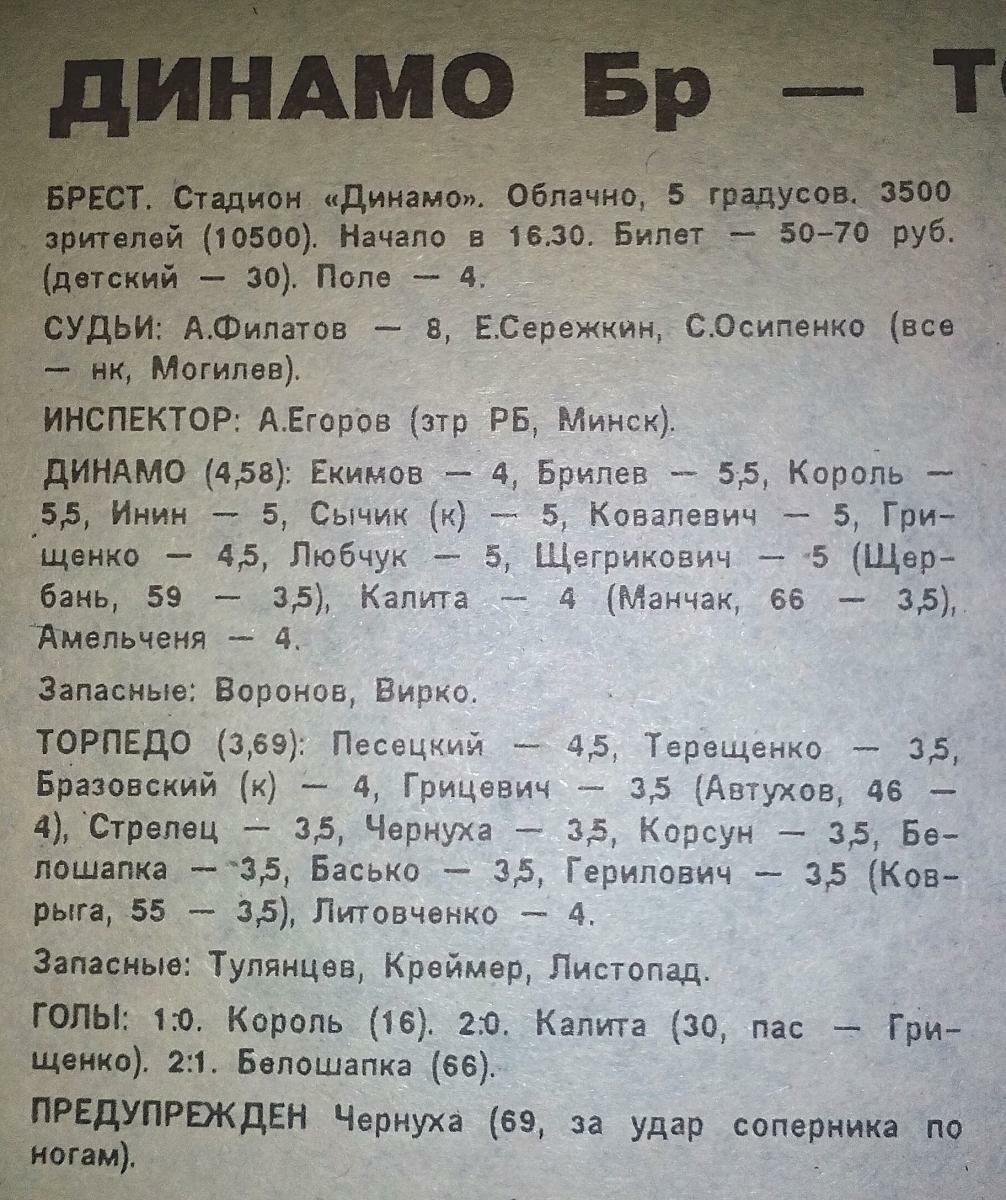 ДИНАМО Бр — Т
БРЕСТ. Стадион «Динамо». Облачно, 5 градусов. 3500
зрителей (10500). Начало в 16.30. Билет — 50–70 руб.
(детский — 30). Поле — 4.
СУДЬИ: А.Филатов — 8, Е.Сережкин, С.Осипенко (все
— нк, Могилев).
ИНСПЕКТОР: А.Егоров (зтр РБ, Минск).
ДИНАМО (4,58): Екимов — 4, Брилев — 5,5, Король —
5,5, Инин — 5, Сычик (к) — 5, Ковалевич — 5, Гри-
щенко — 4,5, Любчук — 5, Щегрикович — 5 (Щер-
бань, 59 — 3,5), Калита — 4 (Манчак, 66 — 3,5),
Амельченя — 4.
Запасные: Воронов, Вирко.
ТОРПЕДО (3,69): Песецкий — 4,5, Терещенко — 3,5,
Бразовский (к) — 4, Грицевич — 3,5 (Автухов, 46 —
4), Стрелец — 3,5, Чернуха — 3,5, Корсун — 3,5, Бе-
лошапка — 3,5, Басько — 3,5, Герилович — 3,5 (Ков-
рыга, 55 — 3,5), Литовченко — 4.
Запасные: Тулянцев, Креймер, Листопад.
ГОЛЫ: 1:0. Король (16). 2:0. Калита (30, пас — Гри-
щенко). 2:1. Белошапка (66).
ПРЕДУПРЕЖДЕН Чернуха (69, за удар соперника по
ногам).